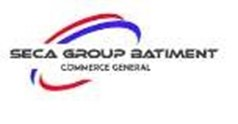 SECA GROUP BATIMENT
COMMERCE GENERAL